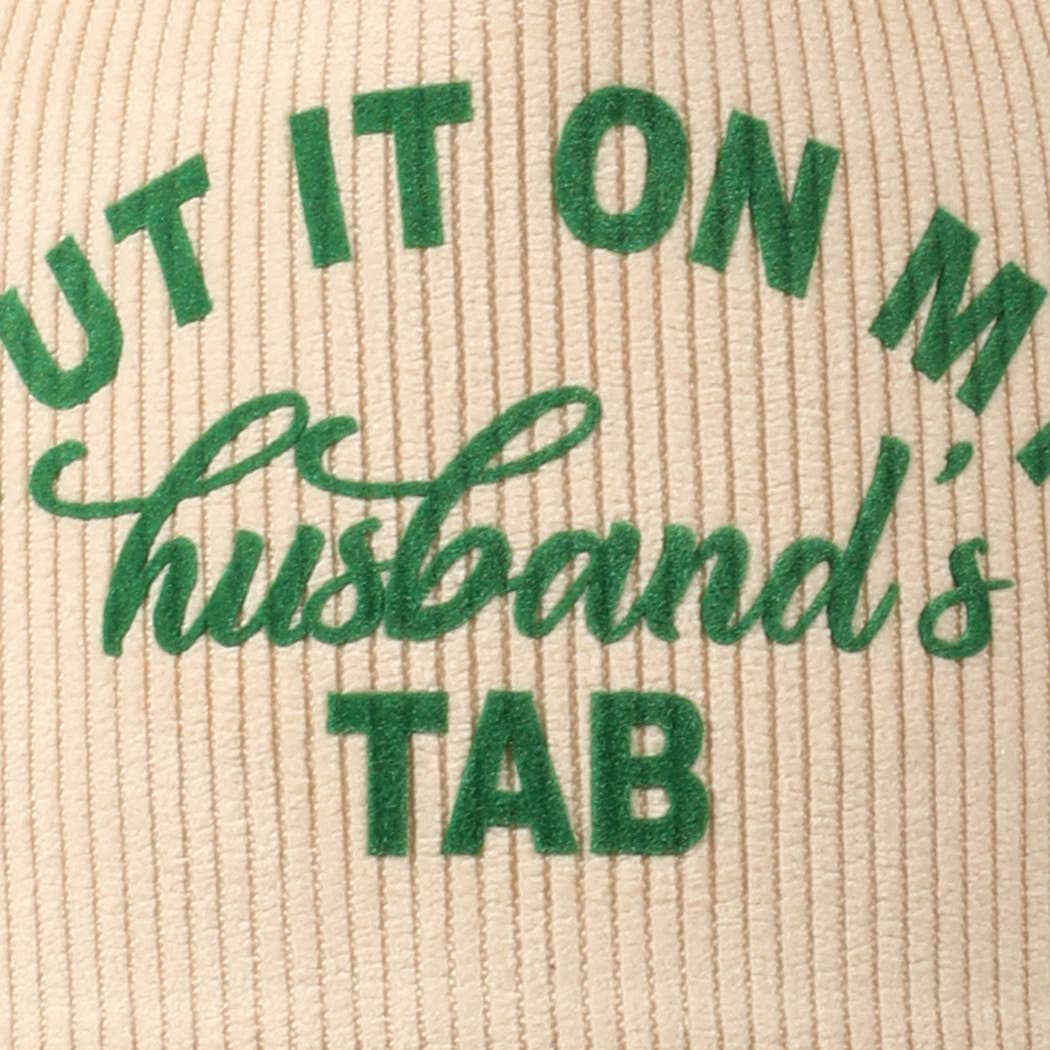 UT IT ON M
husband's
TAB